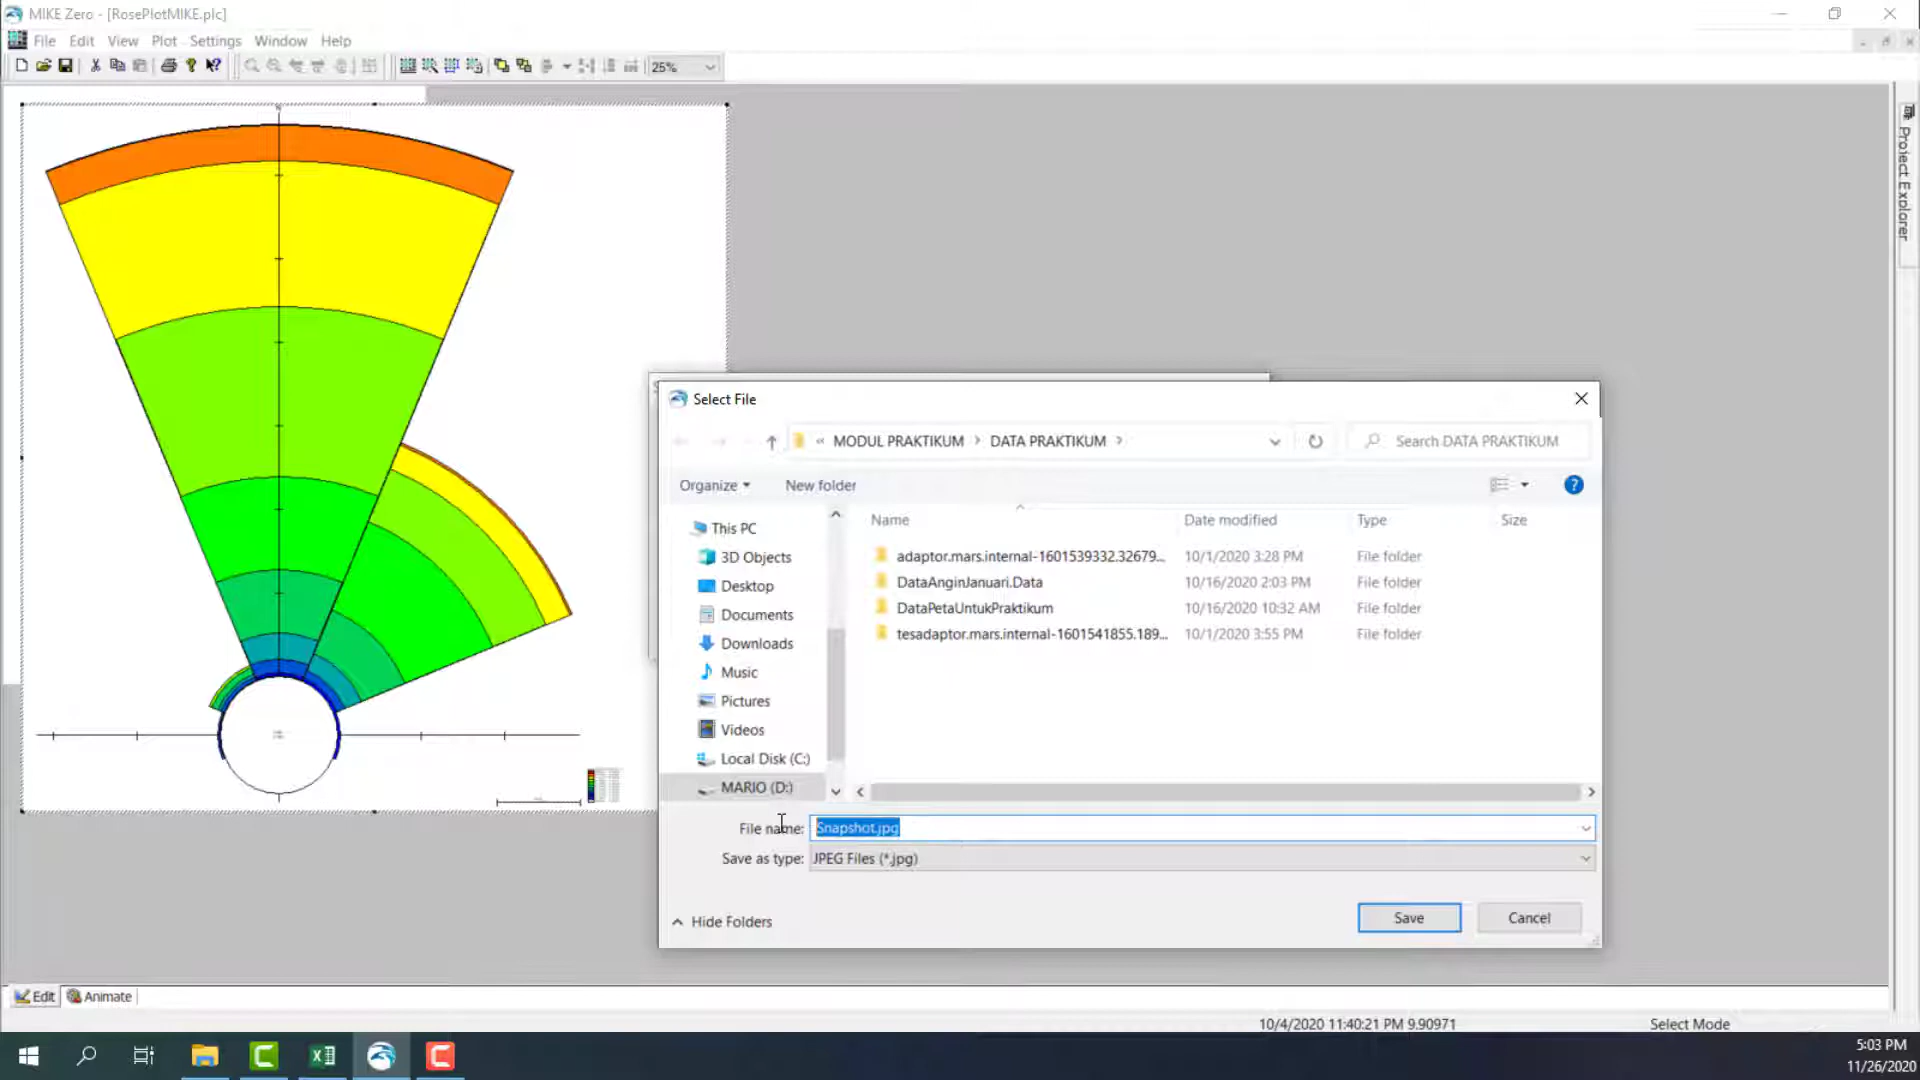 MIKE Zero - [RosePlotMIKE.plc]
File Edit View Plot Settings Window Help
25%
Project Explorer
Select File
« MODUL PRAKTIKUM > DATA PRAKTIKUM >
Search DATA PRAKTIKUM
Organize
New folder
Name Date modified Type Size
This PC
3D Objects
Desktop
Documents
Downloads
Music
Pictures
Videos
Local Disk (C:)
MARIO (D:)
adaptor.mars.internal-1601539332.32679... 10/1/2020 3:28 PM File folder
DataAnginJanuari.Data 10/16/2020 2:03 PM File folder
DataPetaUntukPraktikum 10/16/2020 10:32 AM File folder
tesadaptor.mars.internal-1601541855.189... 10/1/2020 3:55 PM File folder
File name: Snapshot.jpg
Save as type: JPEG Files (*.jpg)
Hide Folders
Save
Cancel
Edit Animate
10/4/2020 11:40:21 PM 9.90971
Select Mode
5:03 PM
11/26/2020